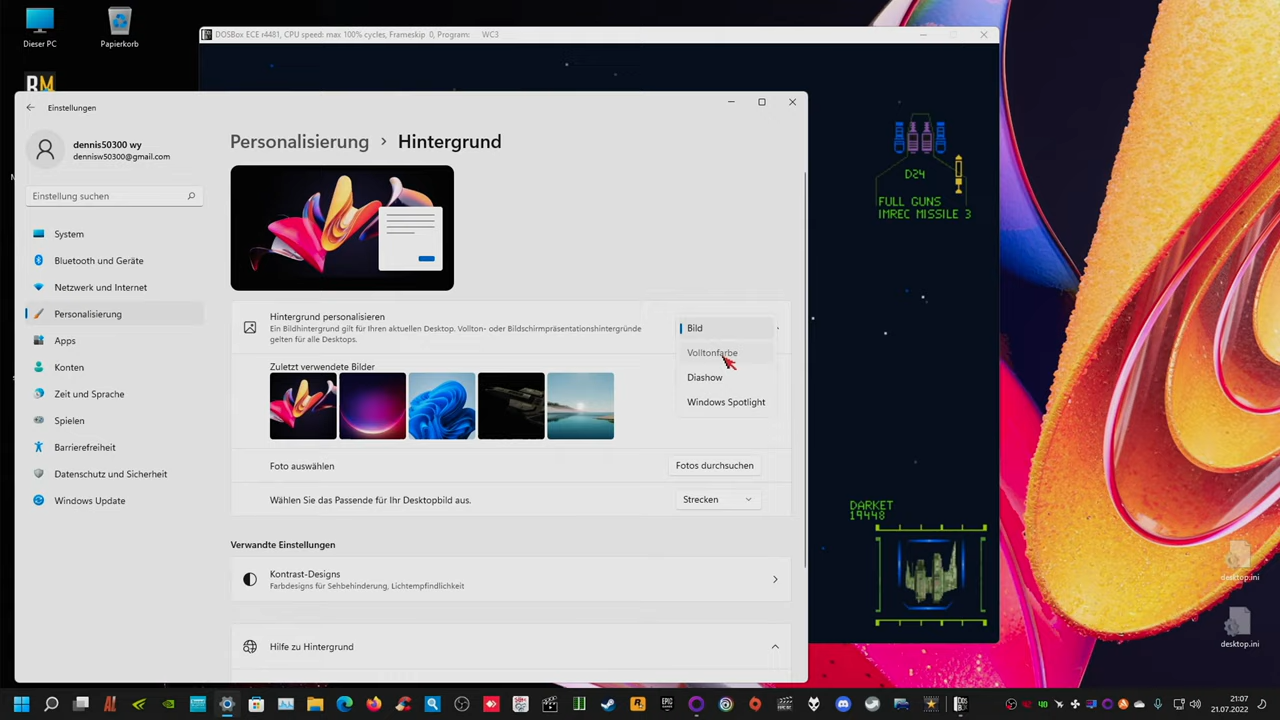 Dieser PC
Papierkorb
DOSBox ECE r4481, CPU speed: max 100% cycles, Frameskip 0, Program: WC3
Einstellungen
dennis50300 wy
dennisw50300@gmail.com
Einstellung suchen
System
Bluetooth und Geräte
Netzwerk und Internet
Personalisierung
Apps
Konten
Zeit und Sprache
Spielen
Barrierefreiheit
Datenschutz und Sicherheit
Windows Update
Personalisierung > Hintergrund
Hintergrund personalisieren
Ein Bildhintergrund gilt für Ihren aktuellen Desktop. Vollton- oder Bildschirmpräsentationshintergründe
gelten für alle Desktops.
Bild
Volltonfarbe
Diashow
Windows Spotlight
Zuletzt verwendete Bilder
Foto auswählen
Fotos durchsuchen
Wählen Sie das Passende für Ihr Desktopbild aus.
Strecken
Verwandte Einstellungen
Kontrast-Designs
Farbdesigns für Sehbehinderung, Lichtempfindlichkeit
Hilfe zu Hintergrund
D24
FULL GUNS
IMREC MISSILE 3
DARKET
19448
desktop.ini
desktop.ini
21:07
21.07.2022